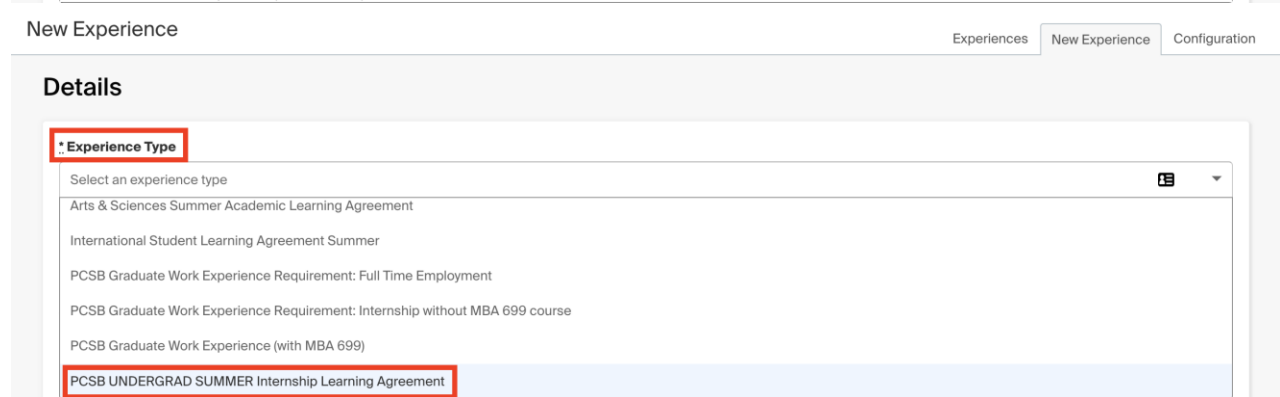 New Experience
Experiences New Experience Configuration
Details
* Experience Type
Select an experience type
Arts & Sciences Summer Academic Learning Agreement
International Student Learning Agreement Summer
PCSB Graduate Work Experience Requirement: Full Time Employment
PCSB Graduate Work Experience Requirement: Internship without MBA 699 course
PCSB Graduate Work Experience (with MBA 699)
PCSB UNDERGRAD SUMMER Internship Learning Agreement